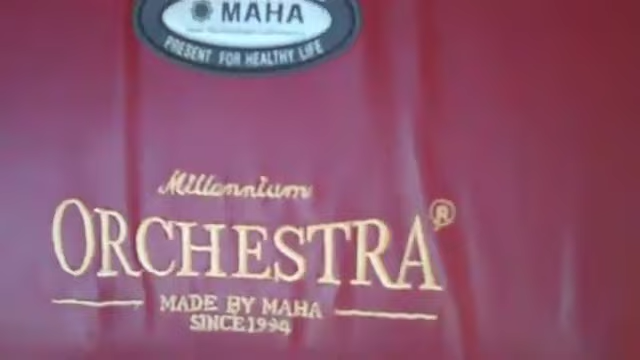 MAHA
PRESENT FOR HEALTHY LIFE
Millennium
ORCHESTRA®
MADE BY MAHA
SINCE 1994